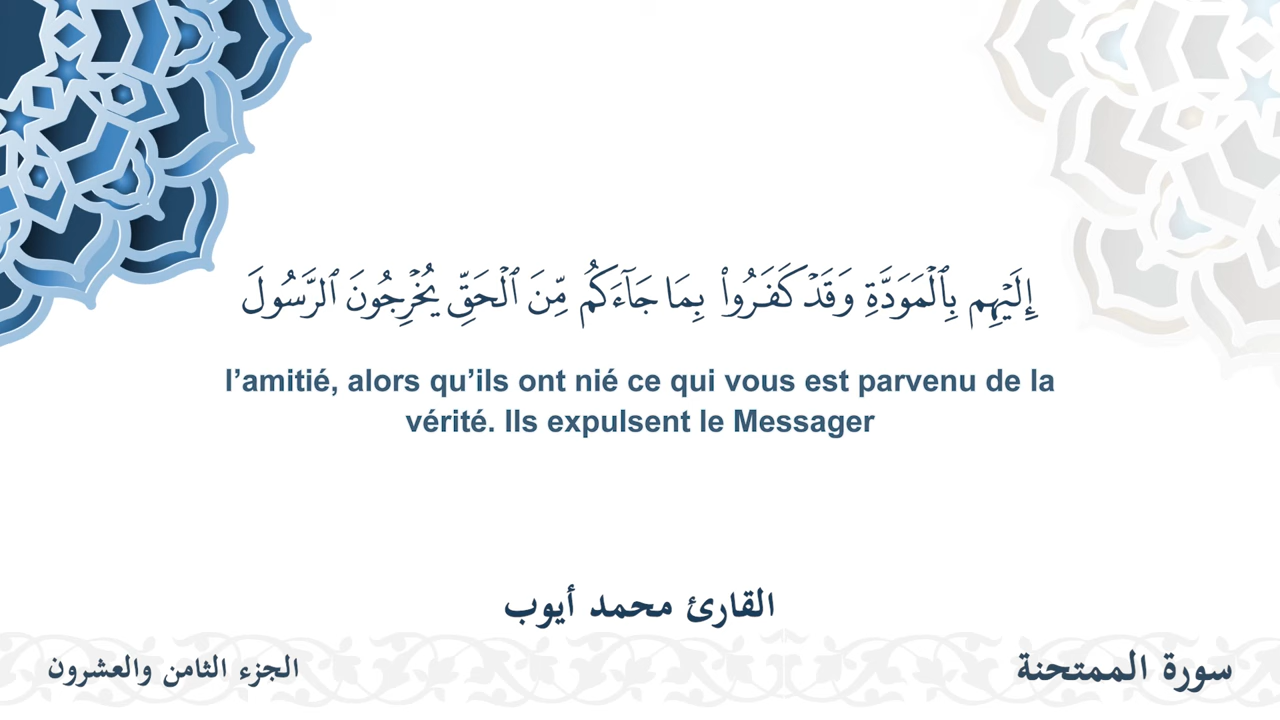 إِلَيْهِم بِٱلْمَوَدَّةِ وَقَدْ كَفَرُوا۟ بِمَا جَآءَكُم مِّنَ ٱلْحَقِّ يُخْرِجُونَ ٱلرَّسُولَ
l’amitié, alors qu’ils ont nié ce qui vous est parvenu de la
vérité. Ils expulsent le Messager
القارئ محمد أيوب
سورة الممتحنة
الجزء الثامن والعشرون